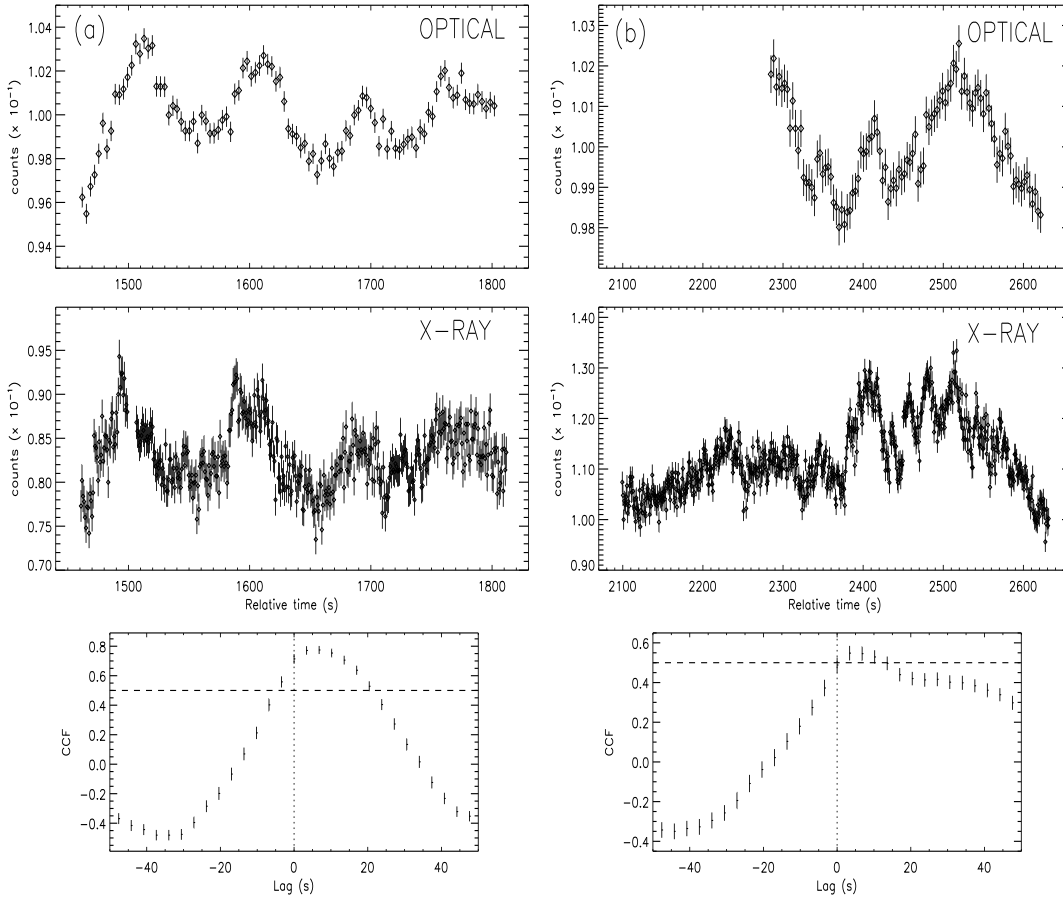 (a) OPTICAL
counts (× 10⁻¹)
1.04
1.02
1.00
0.98
0.96
0.94
1500 1600 1700 1800
(b) OPTICAL
counts (× 10⁻¹)
1.03
1.02
1.01
1.00
0.99
0.98
2100 2200 2300 2400 2500 2600
X−RAY
counts (× 10⁻¹)
0.95
0.90
0.85
0.80
0.75
0.70
1500 1600 1700 1800
Relative time (s)
X−RAY
counts (× 10⁻¹)
1.40
1.30
1.20
1.10
1.00
0.90
2100 2200 2300 2400 2500 2600
Relative time (s)
CCF
0.8
0.6
0.4
0.2
0.0
−0.2
−0.4
−40 −20 0 20 40
Lag (s)
CCF
0.6
0.4
0.2
0.0
−0.2
−0.4
−40 −20 0 20 40
Lag (s)